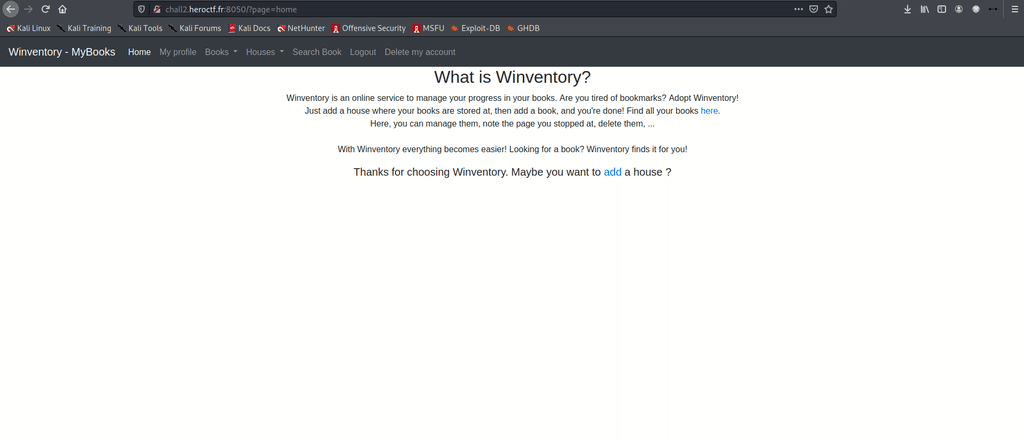 chall2.heroctf.fr:8050/?page=home
Kali Linux Kali Training Kali Tools Kali Forums Kali Docs NetHunter Offensive Security MSFU Exploit-DB GHDB
Winventory - MyBooks Home My profile Books Houses Search Book Logout Delete my account
What is Winventory?
Winventory is an online service to manage your progress in your books. Are you tired of bookmarks? Adopt Winventory!
Just add a house where your books are stored at, then add a book, and you're done! Find all your books here.
Here, you can manage them, note the page you stopped at, delete them, ...
With Winventory everything becomes easier! Looking for a book? Winventory finds it for you!
Thanks for choosing Winventory. Maybe you want to add a house ?